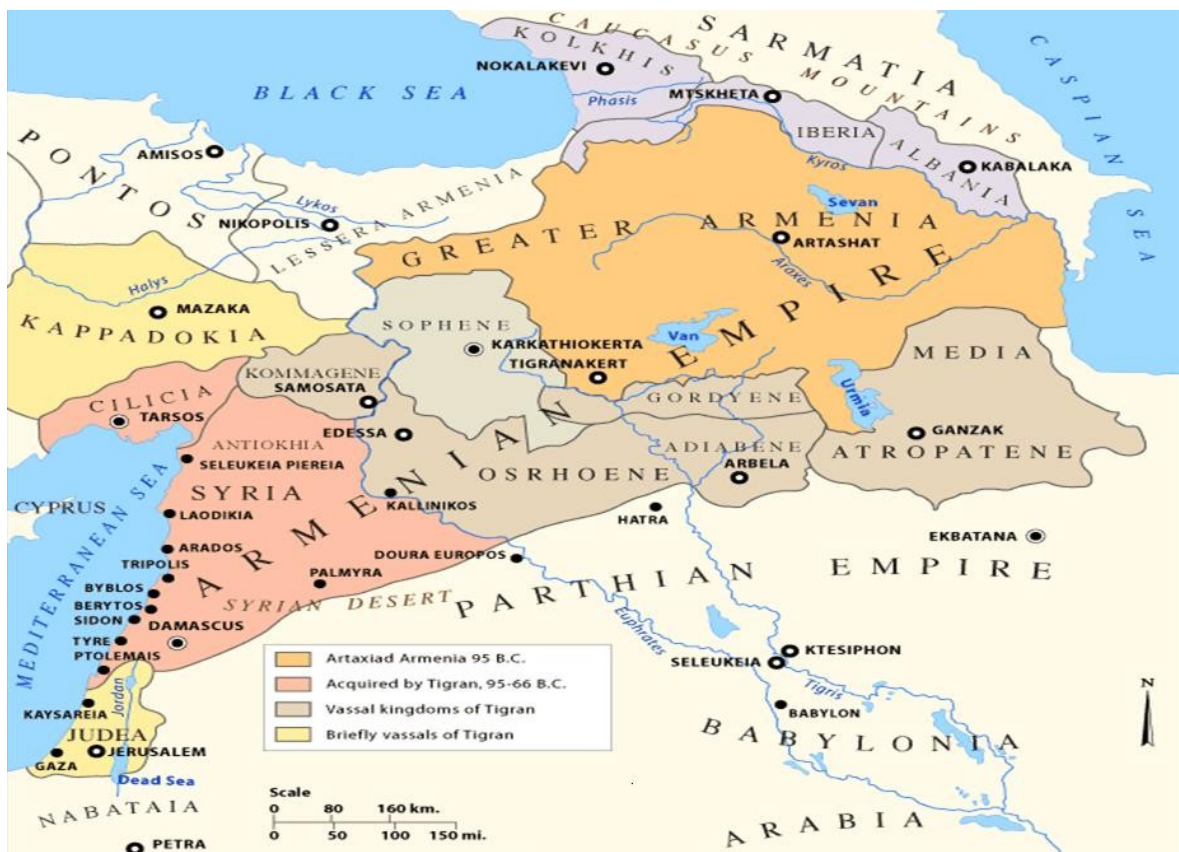 SARMATIA
CAUCASUS MOUNTAINS
KOLKHIS
NOKALAKEVI
CASPIAN SEA
BLACK SEA
Phasis
MTSKHETA
IBERIA
ALBANIA
KABALAKA
PONTOS
AMISOS
Kyros
Lykos
NIKOPOLIS
LESSERA ARMENIA
Sevan
GREATER ARMENIA
ARTASHAT
Araxes
Halys
MAZAKA
KAPPADOKIA
SOPHENE
KARKATHIOKERTA
Van
TIGRANAKERT
ARMENIAN EMPIRE
MEDIA
ATROPATENE
Urmia
GANZAK
KOMMAGENE
SAMOSATA
GORDYENE
CILICIA
TARSOS
ANTIOKHIA
EDESSA
ADIABENE
ARBELA
OSRHOENE
SELEUKEIA PIEREIA
SYRIA
KALLINIKOS
CYPRUS
LAODIKIA
HATRA
EKBATANA
MEDITERRANEAN SEA
ARADOS
TRIPOLIS
DOURA EUROPOS
PALMYRA
BYBLOS
BERYTOS
SYRIAN DESERT
PARTHIAN EMPIRE
SIDON
DAMASCUS
Euphrates
TYRE
PTOLEMAIS
KTESIPHON
SELEUKEIA
Tigris
Jordan
KAYSAREIA
BABYLON
JUDEA
JERUSALEM
GAZA
BABYLONIA
Dead Sea
NABATAIA
PETRA
ARABIA
Artaxiad Armenia 95 B.C.
Acquired by Tigran, 95-66 B.C.
Vassal kingdoms of Tigran
Briefly vassals of Tigran
Scale
0 80 160 km.
0 50 100 150 mi.
N